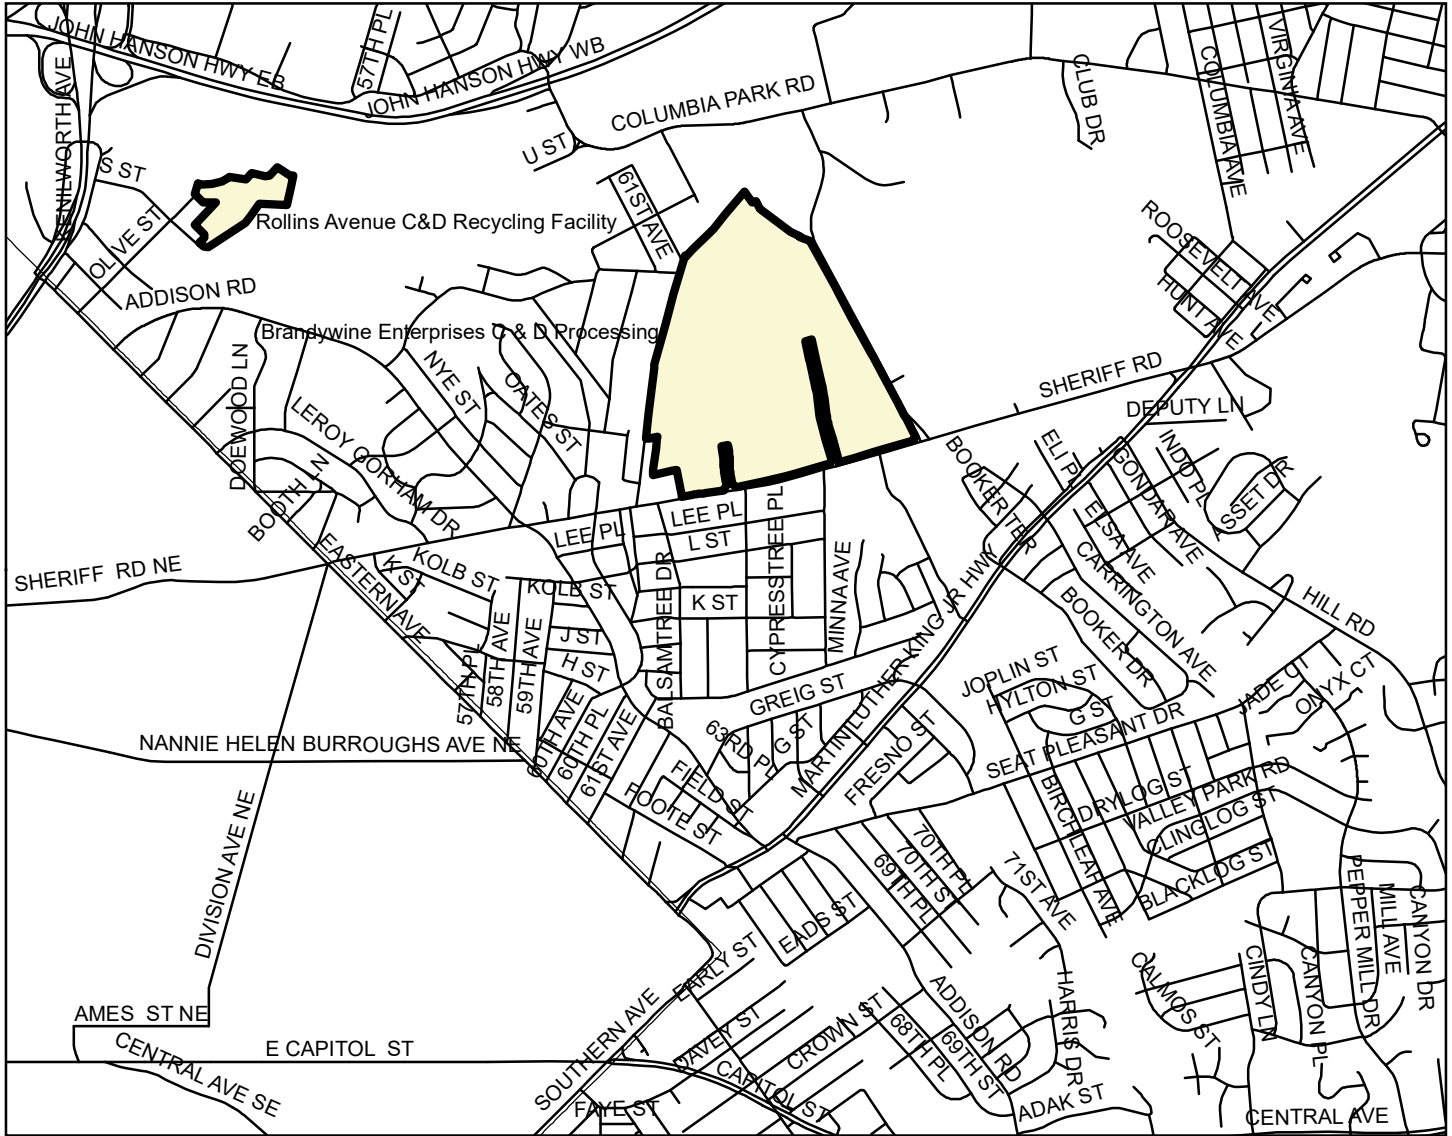 JOHN HANSON HWY EB
57TH PL
JOHN HANSON HWY WB
COLUMBIA PARK RD
CLUB DR
COLUMBIA AVE
VIRGINIA AVE
KENILWORTH AVE
S ST
U ST
61ST AVE
OLIVE ST
Rollins Avenue C&D Recycling Facility
ROOSEVELT AVE
HUNT AVE
ADDISON RD
Brandywine Enterprises C & D Processing
DOEWOOD LN
NYE ST
OATES ST
SHERIFF RD
DEPUTY LN
LEROY GORHAM DR
BOOTH LN
BOOKER TER
ELI PL
GONDAR AVE
INDO PL
ASSET DR
LEE PL
LEE PL
L ST
ELSA AVE
SHERIFF RD NE
EASTERN AVE
K ST
KOLB ST
KOLB ST
BALSAMTREE DR
K ST
CYPRESSTREE PL
MINNA AVE
CARRINGTON AVE
BOOKER DR
HILL RD
57TH PL
58TH AVE
59TH AVE
J ST
H ST
GREIG ST
MARTIN LUTHER KING JR HWY
JOPLIN ST
HYLTON ST
G ST
JADE CT
ONYX CT
NANNIE HELEN BURROUGHS AVE NE
60TH AVE
60TH PL
61ST AVE
63RD PL
G ST
FRESNO ST
SEAT PLEASANT DR
FIELD ST
FOOTE ST
BIRCHLEAF AVE
DRYLOG ST
VALLEY PARK RD
CLINGLOG ST
BLACKLOG ST
DIVISION AVE NE
70TH PL
70TH S
69TH PL
71ST AVE
PEPPER MILL DR
MILL AVE
CANYON DR
EADS ST
EARLY ST
ADDISON RD
HARRIS DR
CALMOS ST
CINDY LN
CANYON PL
AMES ST NE
SOUTHERN AVE
DAVEY ST
CROWN ST
68TH PL
69TH ST
CENTRAL AVE SE
E CAPITOL ST
CAPITOL ST
FAYE ST
ADAK ST
CENTRAL AVE